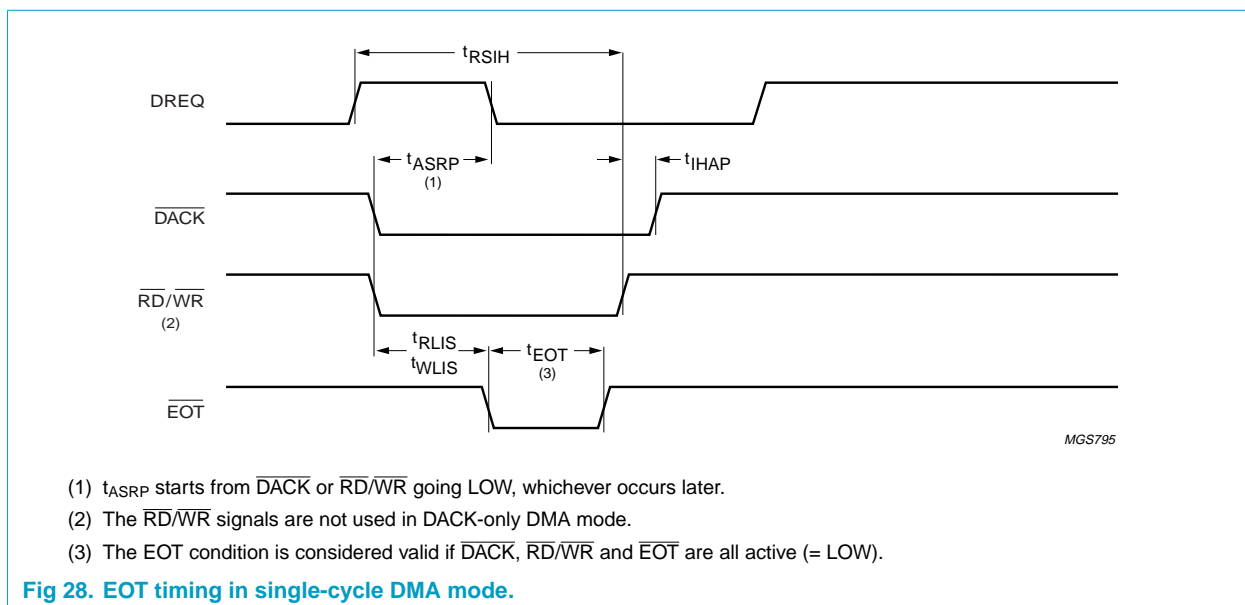 tRSIH
DREQ
tASRP
(1)
tIHAP
DACK
RD/WR
(2)
tRLIS
tWLIS
tEOT
(3)
EOT
MGS795
(1) tASRP starts from DACK or RD/WR going LOW, whichever occurs later.
(2) The RD/WR signals are not used in DACK-only DMA mode.
(3) The EOT condition is considered valid if DACK, RD/WR and EOT are all active (= LOW).
Fig 28. EOT timing in single-cycle DMA mode.